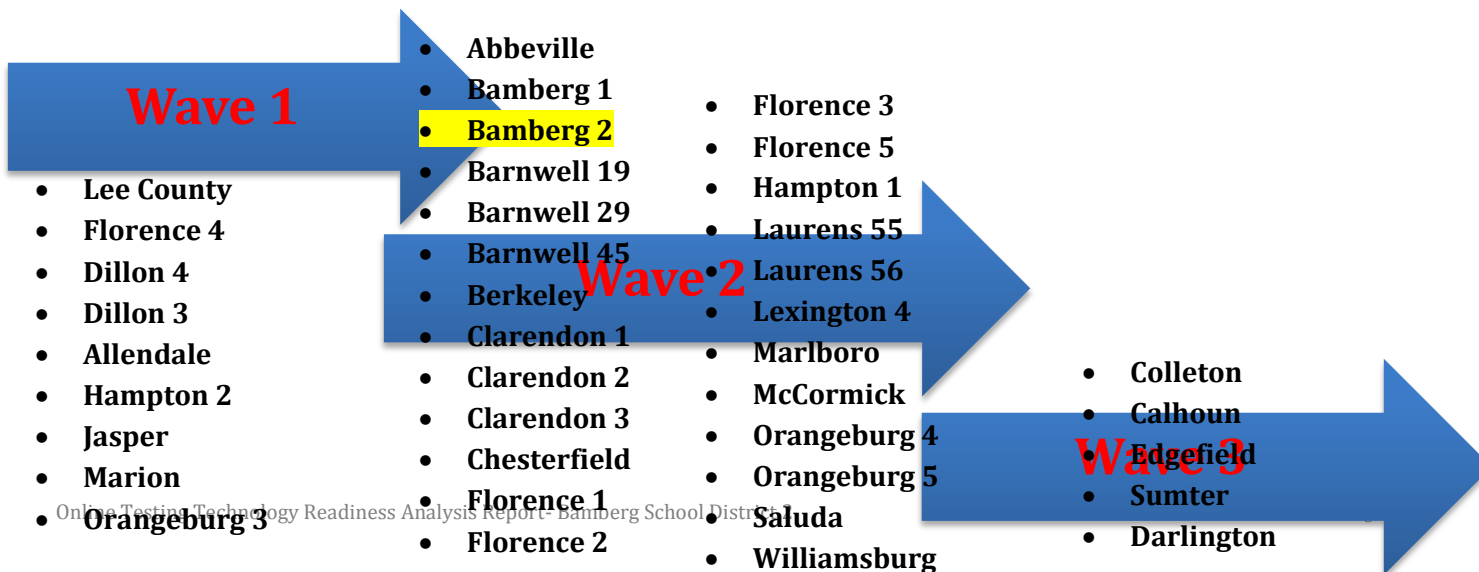 Wave 1
• Lee County
• Florence 4
• Dillon 4
• Dillon 3
• Allendale
• Hampton 2
• Jasper
• Marion
• Orangeburg 3
Wave 2
• Abbeville
• Bamberg 1
• Bamberg 2
• Barnwell 19
• Barnwell 29
• Barnwell 45
• Berkeley
• Clarendon 1
• Clarendon 2
• Clarendon 3
• Chesterfield
• Florence 1
• Florence 2
• Florence 3
• Florence 5
• Hampton 1
• Laurens 55
• Laurens 56
• Lexington 4
• Marlboro
• McCormick
• Orangeburg 4
• Orangeburg 5
• Saluda
• Williamsburg
Wave 3
• Colleton
• Calhoun
• Edgefield
• Sumter
• Darlington
Online Testing Technology Readiness Analysis Report- Bamberg School District 2